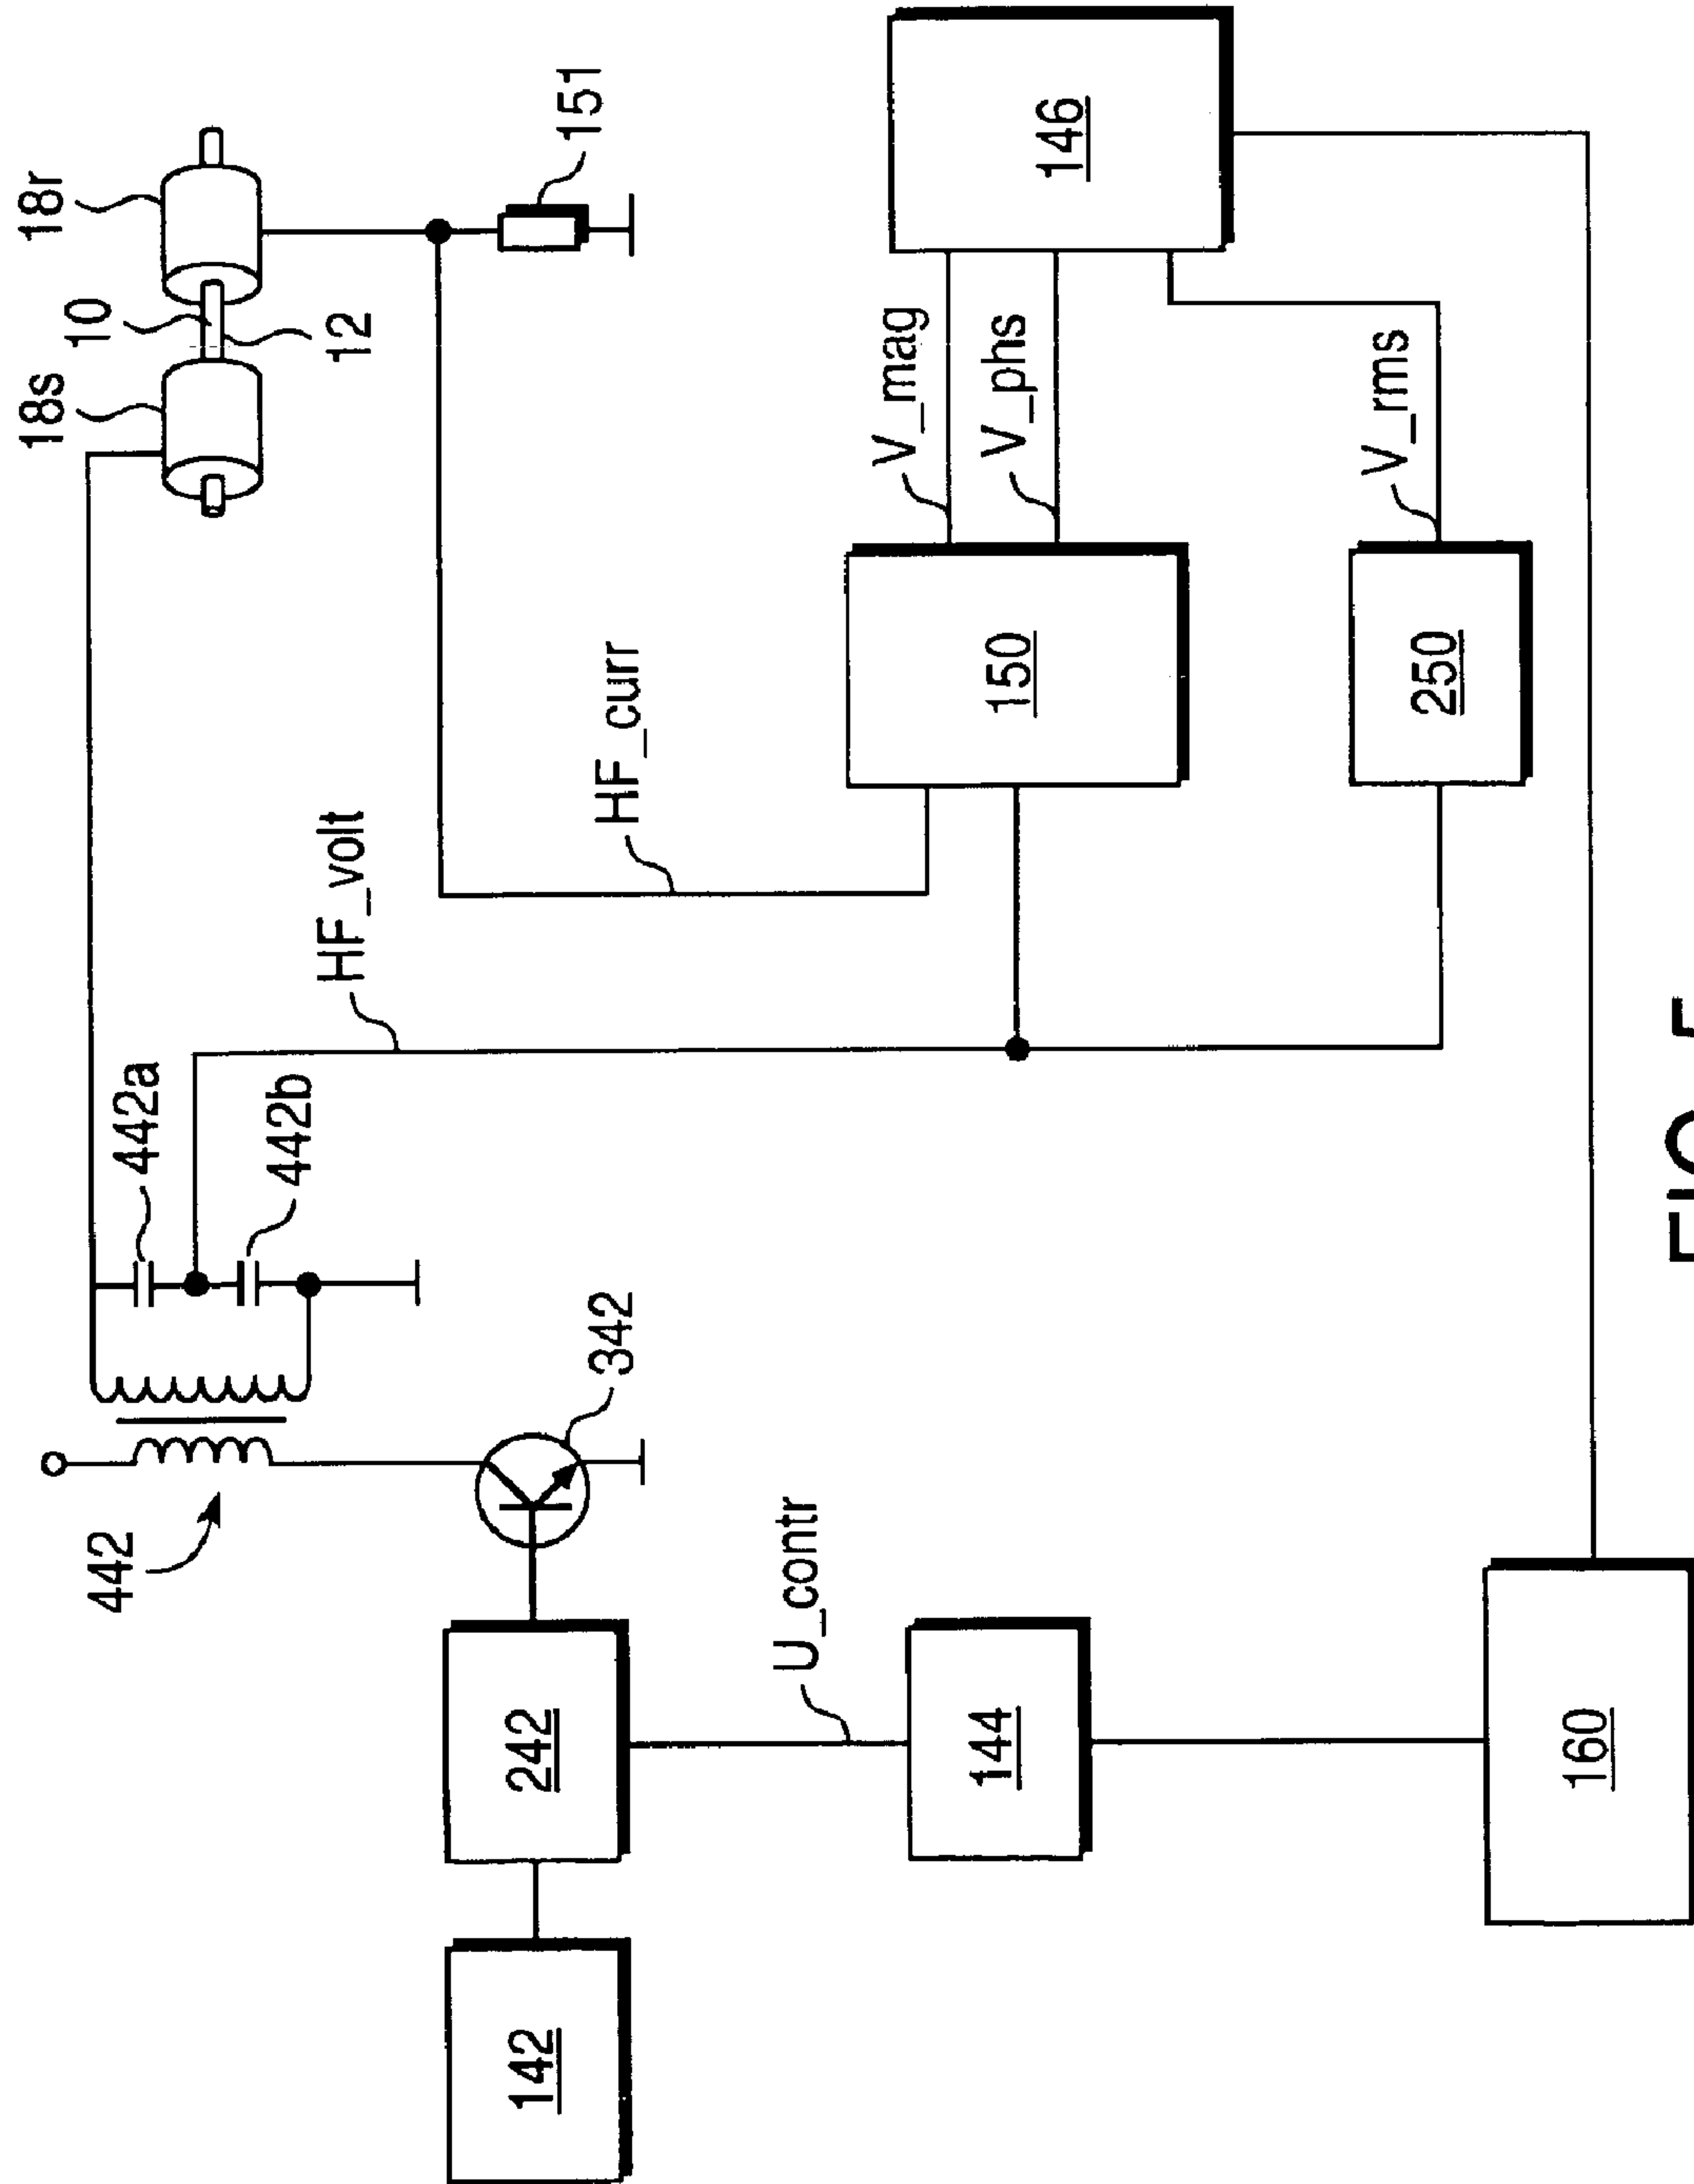 18s
18r
10
442
442a
442b
HF_volt
12
142
242
342
HF_curr
151
U_contr
V_mag
144
150
V_phs
146
V_rms
250
160